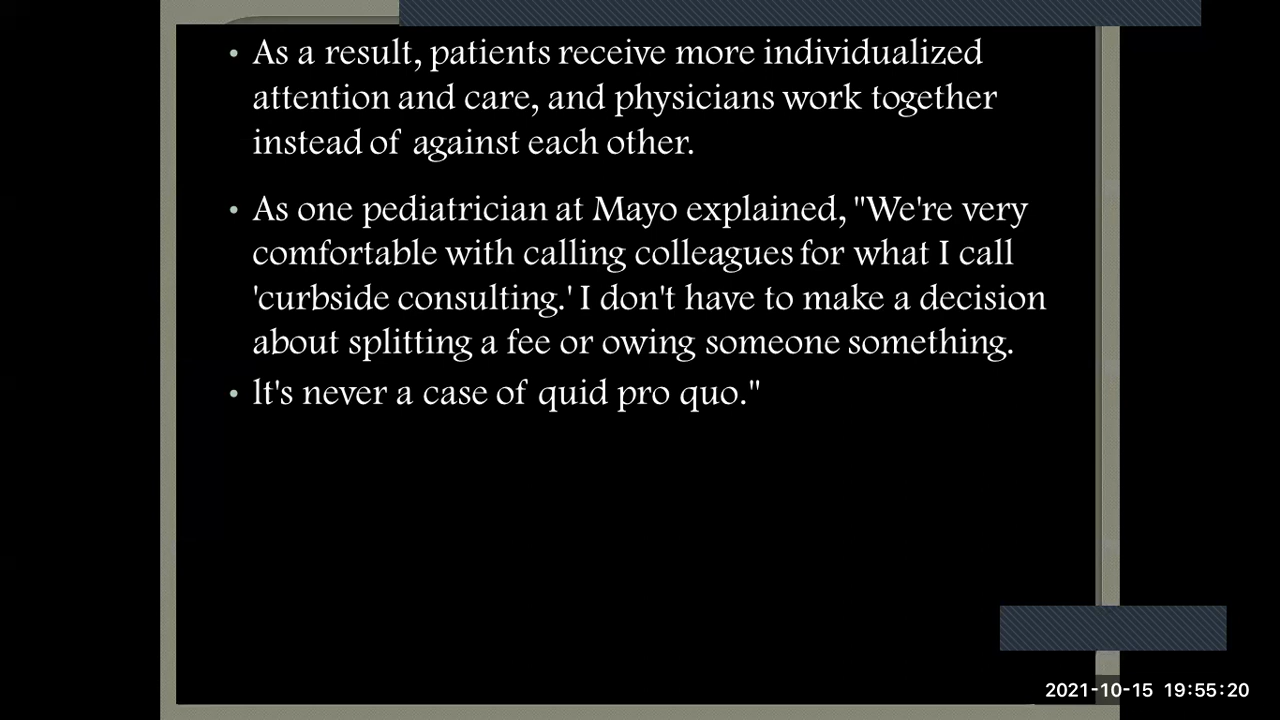 • As a result, patients receive more individualized
attention and care, and physicians work together
instead of against each other.
• As one pediatrician at Mayo explained, "We're very
comfortable with calling colleagues for what I call
'curbside consulting.' I don't have to make a decision
about splitting a fee or owing someone something.
• lt's never a case of quid pro quo."
2021-10-15 19:55:20